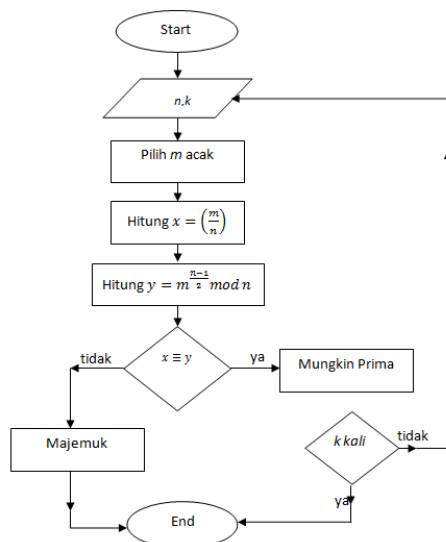 Start
n,k
Pilih m acak
Hitung x = (m/n)
Hitung y = m^((n-1)/2) mod n
tidak
x ≡ y
ya
Mungkin Prima
Majemuk
k kali
tidak
ya
End